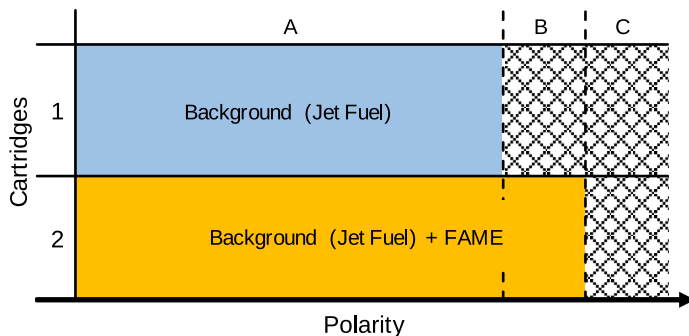 A B C
Cartridges
1 Background (Jet Fuel)
2 Background (Jet Fuel) + FAME
Polarity